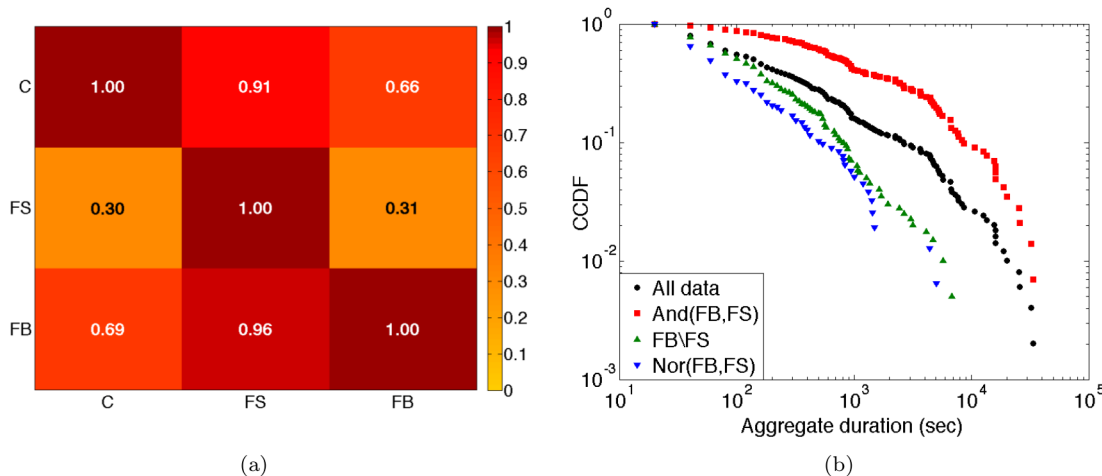 C
FS
FB
1.00
0.91
0.66
0.30
1.00
0.31
0.69
0.96
1.00
C
FS
FB
1
0.9
0.8
0.7
0.6
0.5
0.4
0.3
0.2
0.1
0
(a)
CCDF
10^0
10^-1
10^-2
10^-3
All data
And(FB,FS)
FB\FS
Nor(FB,FS)
10^1
10^2
10^3
10^4
10^5
Aggregate duration (sec)
(b)